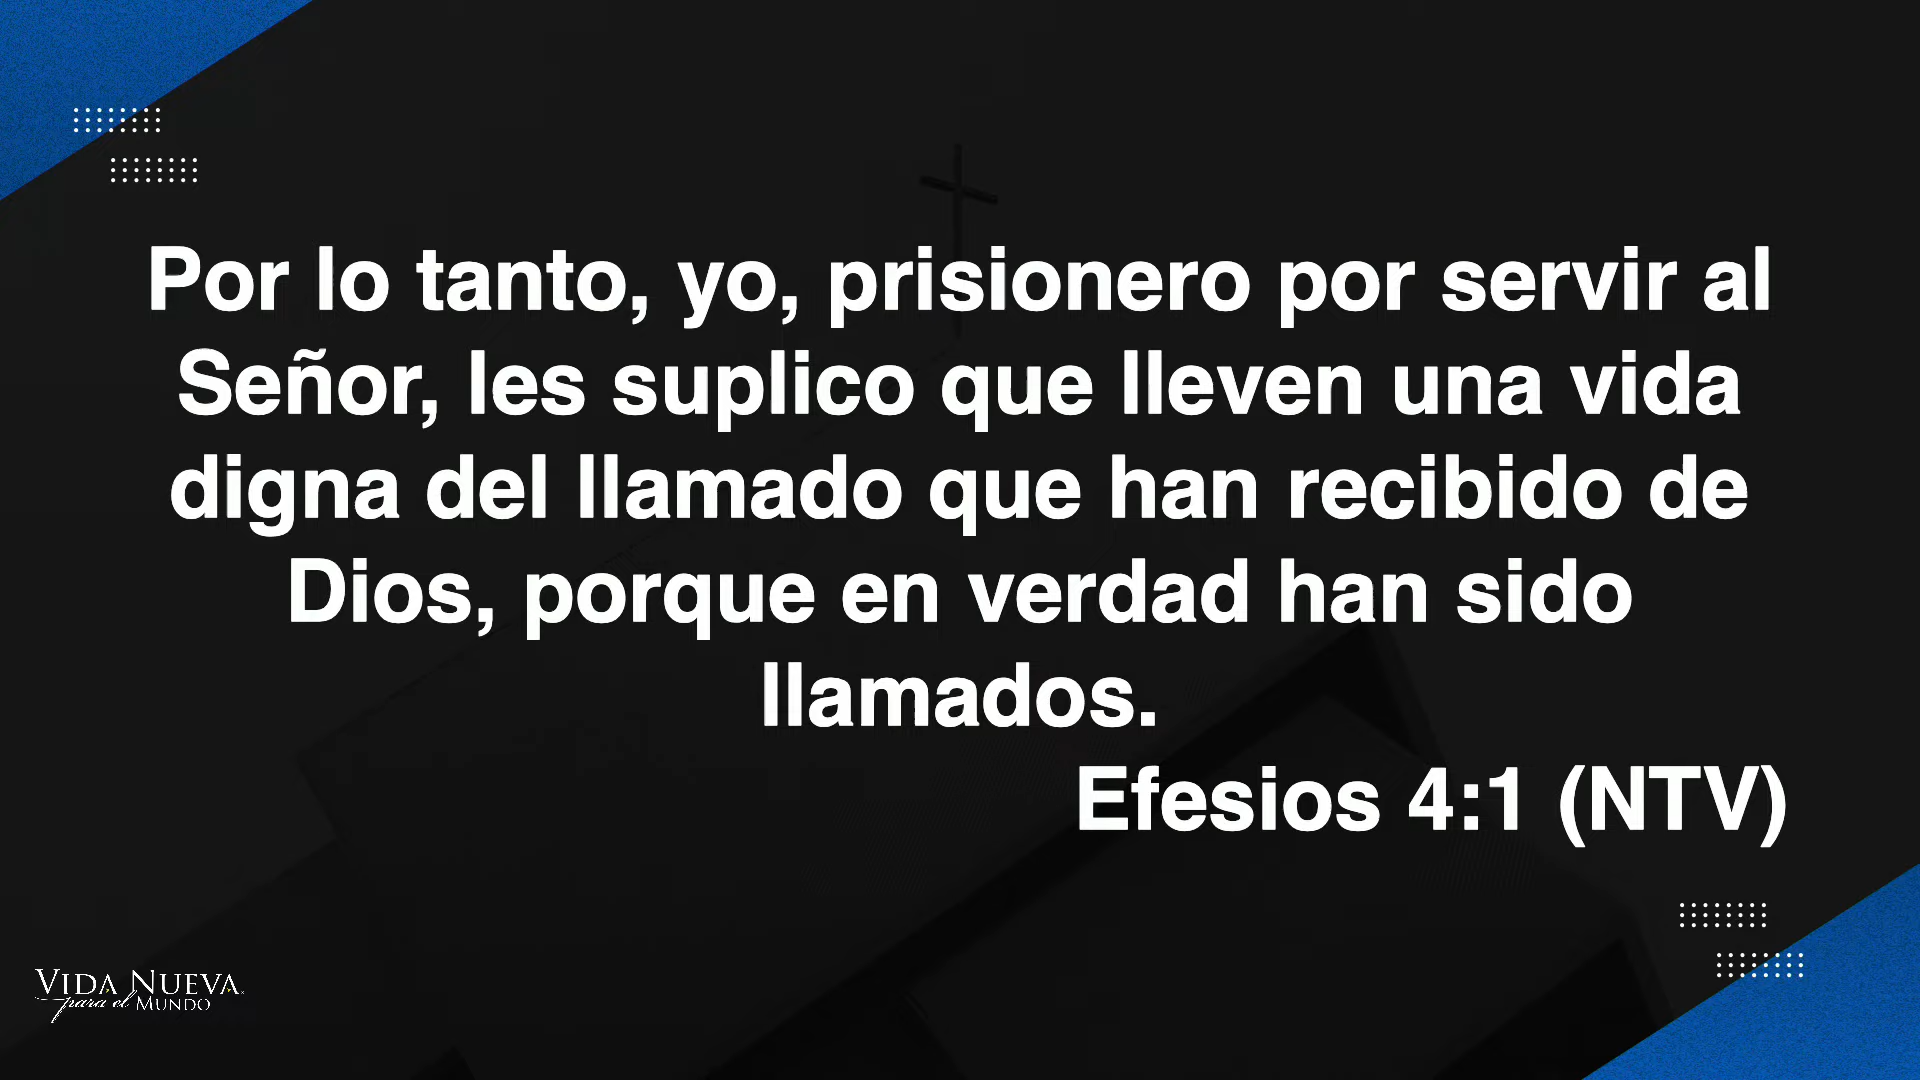 Por lo tanto, yo, prisionero por servir al
Señor, les suplico que lleven una vida
digna del llamado que han recibido de
Dios, porque en verdad han sido
llamados.
Efesios 4:1 (NTV)
VIDA NUEVA
para el MUNDO